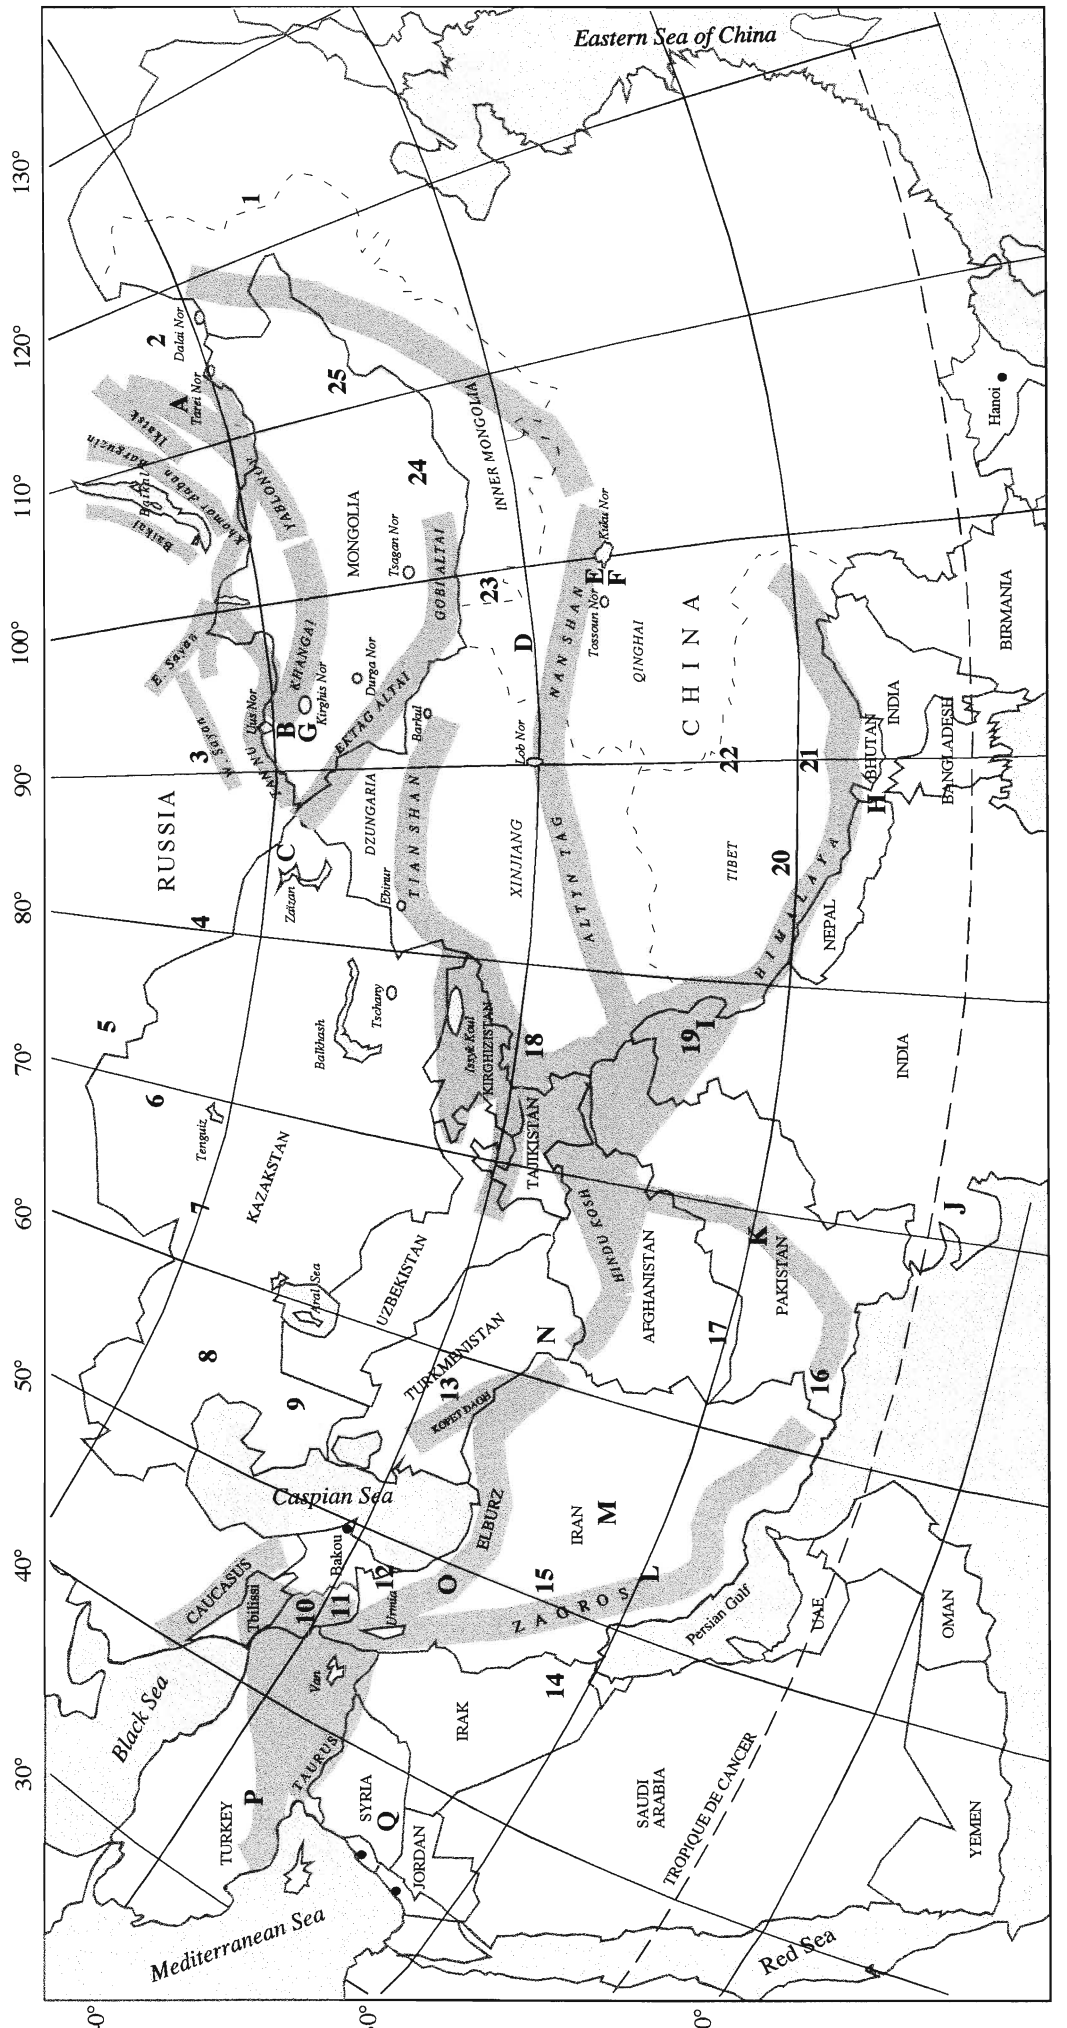 130°
120°
110°
100°
90°
80°
70°
60°
50°
40°
30°
Eastern Sea of China
1
2
Dalai Nor
Tarei Nor
A
Ikatsk
Barguzin
Khamar daban
Baikal
Baikal
YABLONOV
25
24
INNER MONGOLIA
MONGOLIA
Tsagan Nor
GOBI ALTAI
23
Kuku Nor
E
F
Tossoun Nor
NAN SHAN
D
QINGHAI
CHINA
Hanoi
BIRMANIA
E. Sayan
W. Sayan
3
KHANGAI
Kirghis Nor
Ujus Nor
TANNU
B
G
Durga Nor
EKTAG ALTAI
Barkul
Lob Nor
22
21
INDIA
BHUTAN
BANGLADESH
H
RUSSIA
DZUNGARIA
TIAN SHAN
C
Zaizan
Ebinur
XINJIANG
ALTYN TAG
TIBET
20
HIMALAYA
NEPAL
4
5
6
Tenguiz
7
KAZAKSTAN
Balkhash
Tschany
Issyk Koul
KIRGHIZISTAN
18
19
I
INDIA
TAJIKISTAN
HINDU KOSH
AFGHANISTAN
K
PAKISTAN
J
17
16
8
9
Aral Sea
UZBEKISTAN
TURKMENISTAN
13
KOPET DAGH
N
Caspian Sea
Bakou
ELBURZ
IRAN
M
O
15
ZAGROS
L
Persian Gulf
UAE
OMAN
CAUCASUS
Tbilissi
10
11
12
Urmia
Van
14
IRAK
Black Sea
TAURUS
P
TURKEY
SYRIA
Q
JORDAN
SAUDI
ARABIA
TROPIQUE DE CANCER
YEMEN
Mediterranean Sea
Red Sea